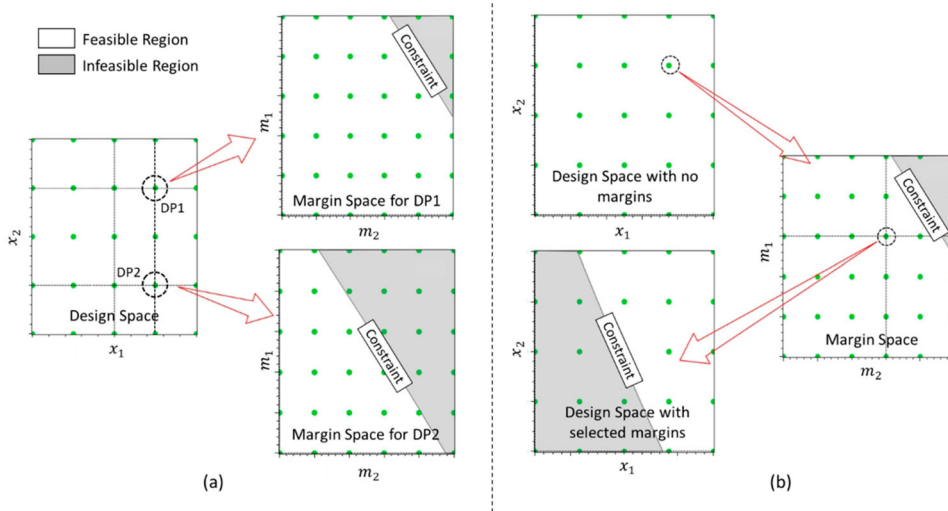 Feasible Region
Infeasible Region
x₂
DP1
DP2
Design Space
x₁
m₁
Constraint
Margin Space for DP1
m₂
m₁
Constraint
Margin Space for DP2
m₂
(a)
x₂
Design Space with no
margins
x₁
m₁
Constraint
Margin Space
m₂
x₂
Constraint
Design Space with
selected margins
x₁
(b)